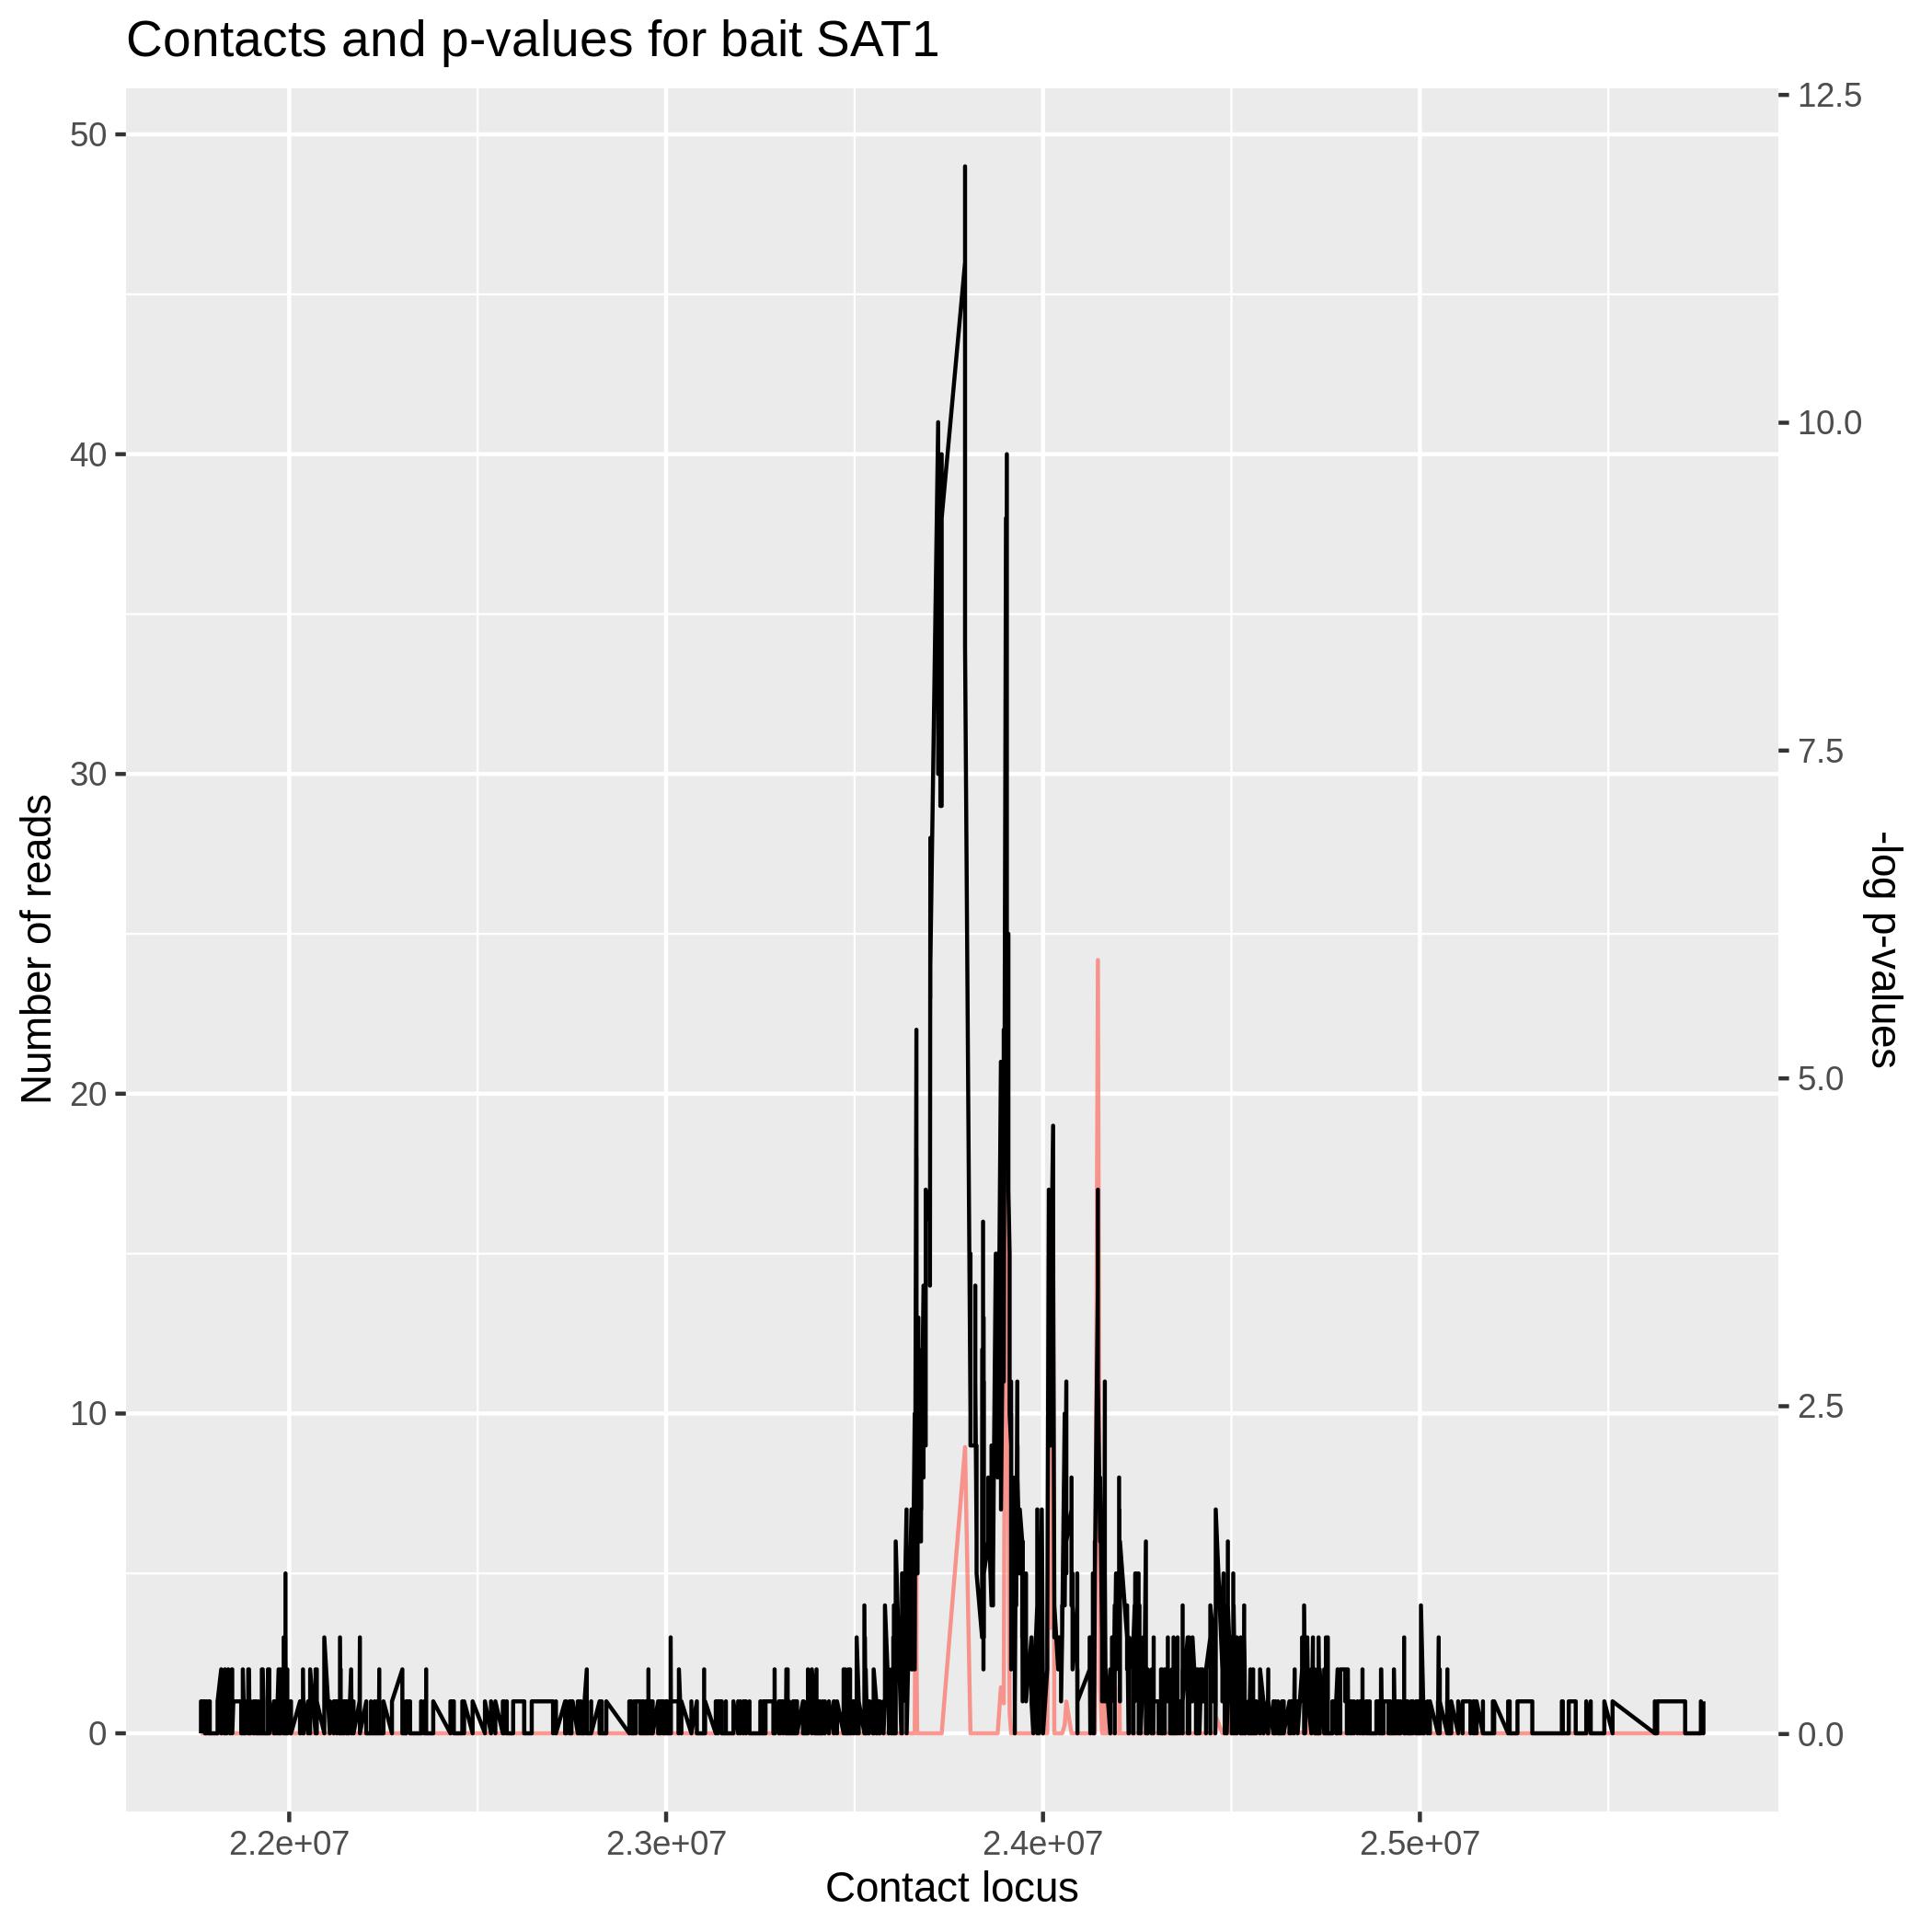 Contacts and p-values for bait SAT1
50
40
30
20
10
0
Number of reads
12.5
10.0
7.5
5.0
2.5
0.0
-log p-values
2.2e+07
2.3e+07
2.4e+07
2.5e+07
Contact locus